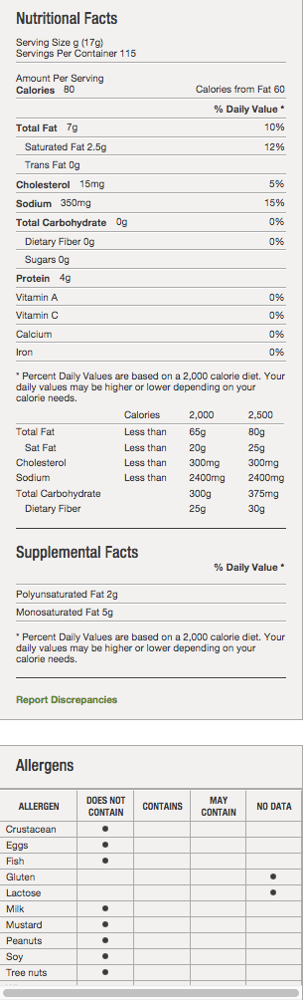 Nutritional Facts
Serving Size g (17g)
Servings Per Container 115
Amount Per Serving
Calories 80 Calories from Fat 60
% Daily Value *
Total Fat 7g 10%
Saturated Fat 2.5g 12%
Trans Fat 0g
Cholesterol 15mg 5%
Sodium 350mg 15%
Total Carbohydrate 0g 0%
Dietary Fiber 0g 0%
Sugars 0g
Protein 4g
Vitamin A 0%
Vitamin C 0%
Calcium 0%
Iron 0%
* Percent Daily Values are based on a 2,000 calorie diet. Your
daily values may be higher or lower depending on your
calorie needs.
Calories 2,000 2,500
Total Fat Less than 65g 80g
Sat Fat Less than 20g 25g
Cholesterol Less than 300mg 300mg
Sodium Less than 2400mg 2400mg
Total Carbohydrate 300g 375mg
Dietary Fiber 25g 30g
Supplemental Facts
% Daily Value *
Polyunsaturated Fat 2g
Monosaturated Fat 5g
* Percent Daily Values are based on a 2,000 calorie diet. Your
daily values may be higher or lower depending on your
calorie needs.
Report Discrepancies
Allergens
ALLERGEN DOES NOT CONTAIN CONTAINS MAY CONTAIN NO DATA
Crustacean
Eggs
Fish
Gluten
Lactose
Milk
Mustard
Peanuts
Soy
Tree nuts